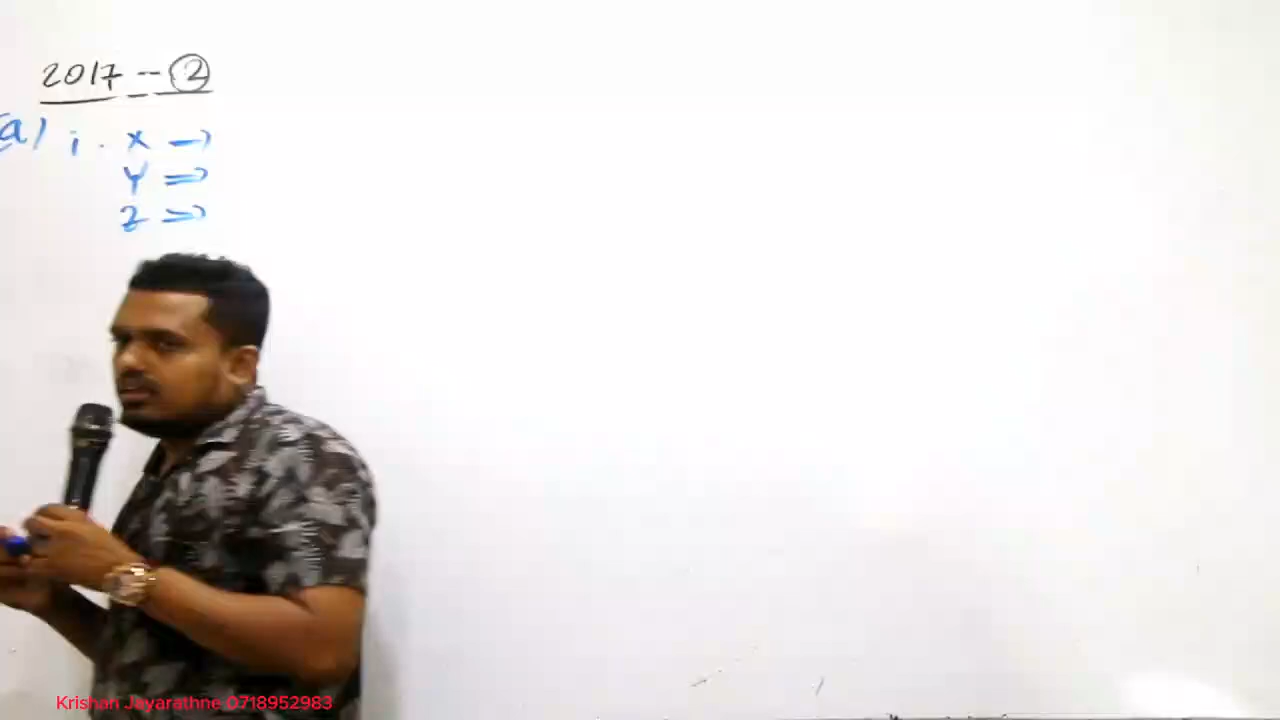 2017 -- 2
(a) i. X →
Y ⇒
Z ⇒
Krishan Jayarathne 0718952983